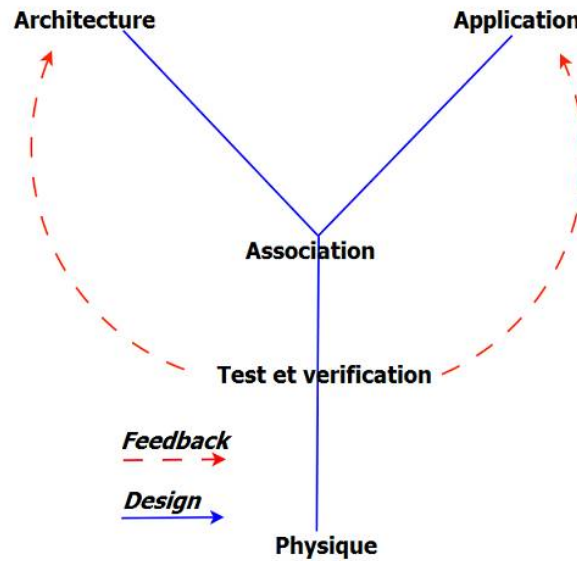 Architecture
Application
Association
Test et verification
Feedback
Design
Physique